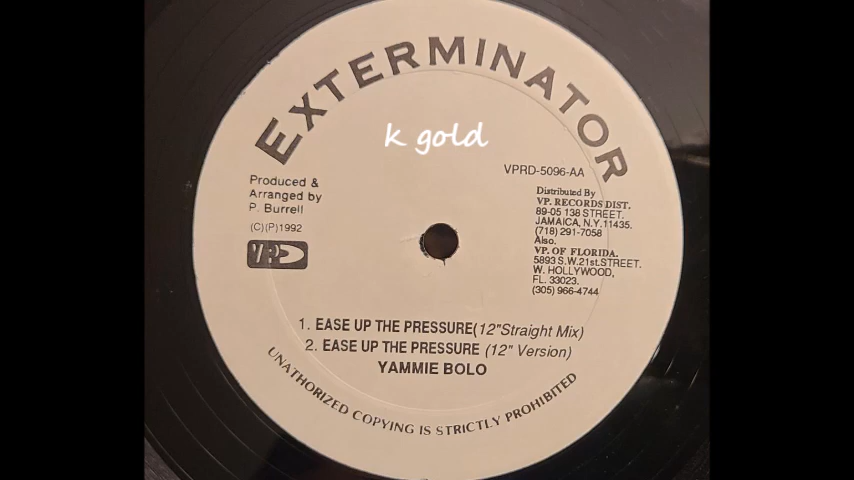 EXTERMINATOR
k gold
VPRD-5096-AA
Produced &
Arranged by
P. Burrell
(C)(P)1992
VP
Distributed By
VP. RECORDS DIST.
89-05 138 STREET.
JAMAICA, N.Y.11435.
(718) 291-7058
Also.
VP. OF FLORIDA.
5893 S.W.21st.STREET.
W. HOLLYWOOD,
FL. 33023.
(305) 966-4744
1. EASE UP THE PRESSURE(12"Straight Mix)
2. EASE UP THE PRESSURE (12" Version)
YAMMIE BOLO
UNATHORIZED COPYING IS STRICTLY PROHIBITED